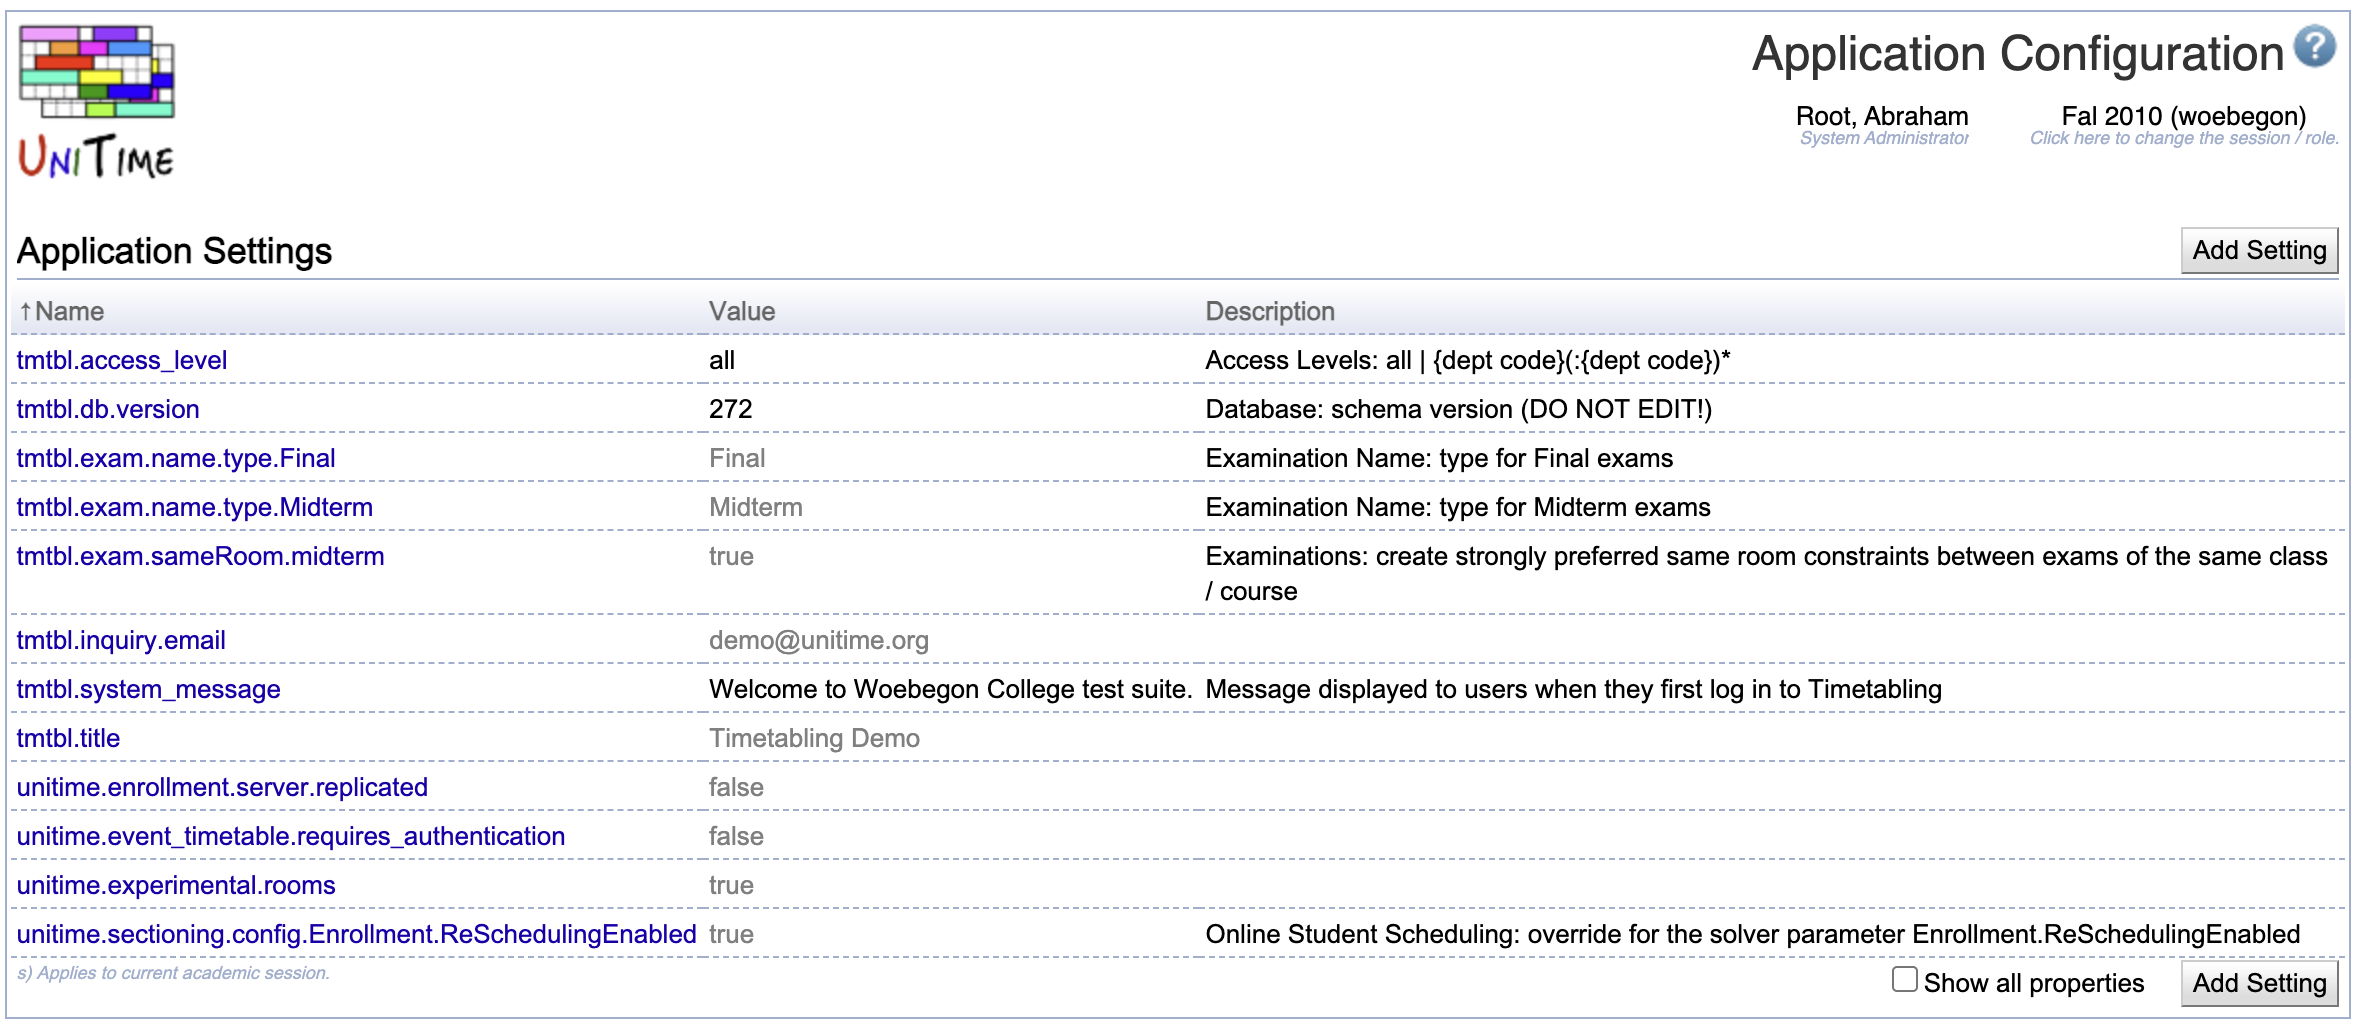 UNITIME
Application Configuration ?
Root, Abraham
System Administrator
Fal 2010 (woebegon)
Click here to change the session / role.
Application Settings
Add Setting
↑Name Value Description
tmtbl.access_level all Access Levels: all | {dept code}(:{dept code})*
tmtbl.db.version 272 Database: schema version (DO NOT EDIT!)
tmtbl.exam.name.type.Final Final Examination Name: type for Final exams
tmtbl.exam.name.type.Midterm Midterm Examination Name: type for Midterm exams
tmtbl.exam.sameRoom.midterm true Examinations: create strongly preferred same room constraints between exams of the same class
/ course
tmtbl.inquiry.email demo@unitime.org
tmtbl.system_message Welcome to Woebegon College test suite. Message displayed to users when they first log in to Timetabling
tmtbl.title Timetabling Demo
unitime.enrollment.server.replicated false
unitime.event_timetable.requires_authentication false
unitime.experimental.rooms true
unitime.sectioning.config.Enrollment.ReSchedulingEnabled true Online Student Scheduling: override for the solver parameter Enrollment.ReSchedulingEnabled
s) Applies to current academic session.
Show all properties
Add Setting